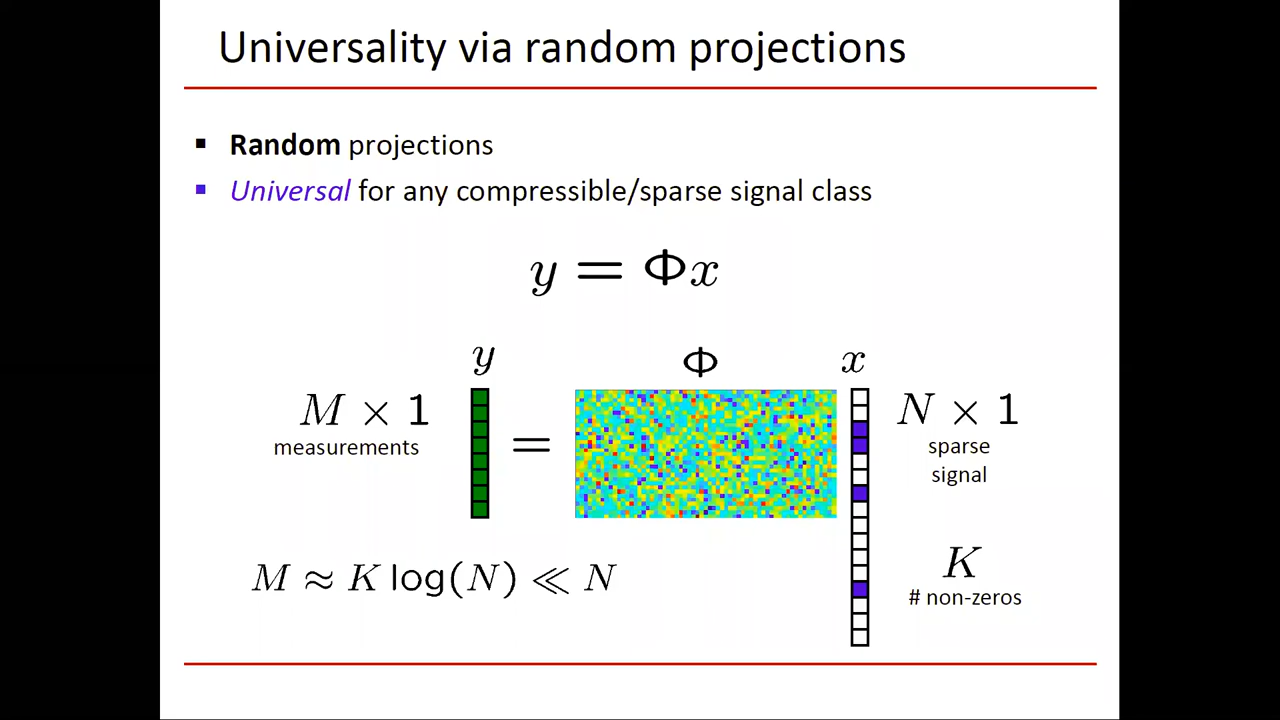 Universality via random projections
▪ Random projections
▪ Universal for any compressible/sparse signal class
y = Φx
y
Φ
x
M × 1
measurements
=
N × 1
sparse
signal
M ≈ K log(N) ≪ N
K
# non-zeros